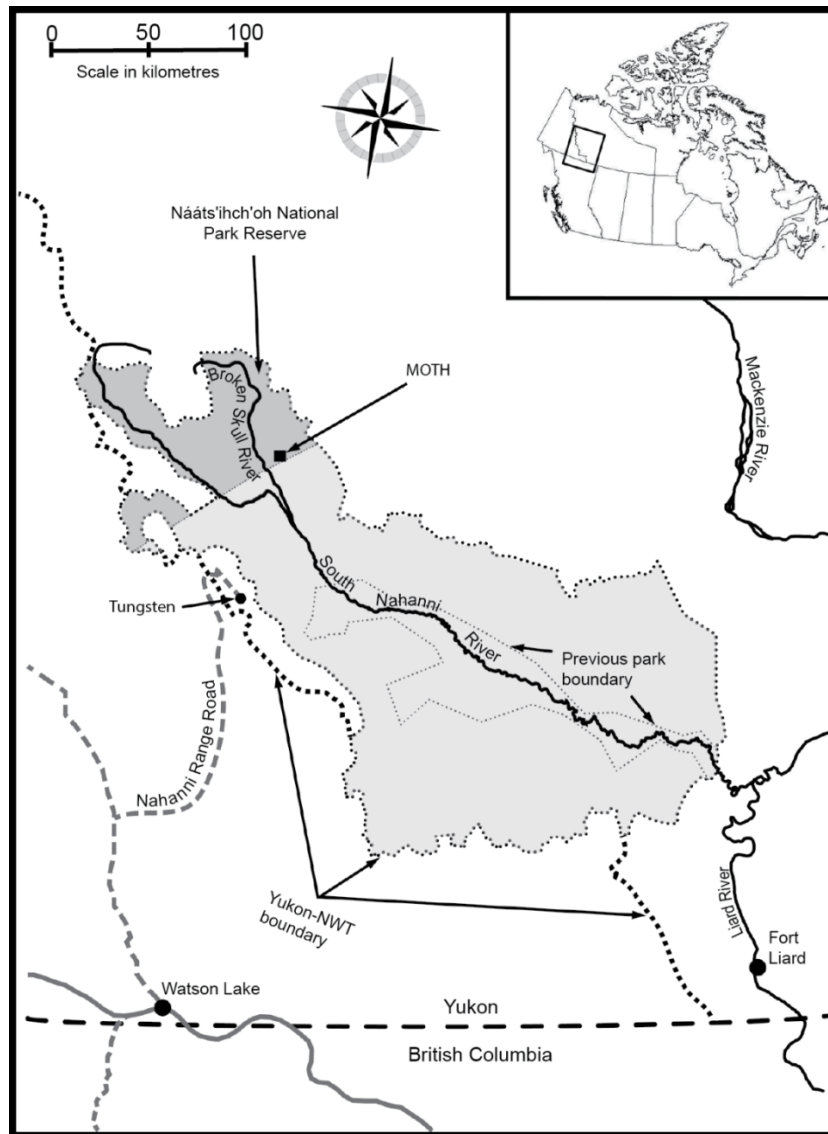 0 50 100
Scale in kilometres
Nááts'ihch'oh National
Park Reserve
MOTH
Broken Skull River
Mackenzie River
South Nahanni River
Tungsten
Previous park
boundary
Nahanni Range Road
Yukon-NWT
boundary
Liard River
Fort
Liard
Watson Lake
Yukon
British Columbia